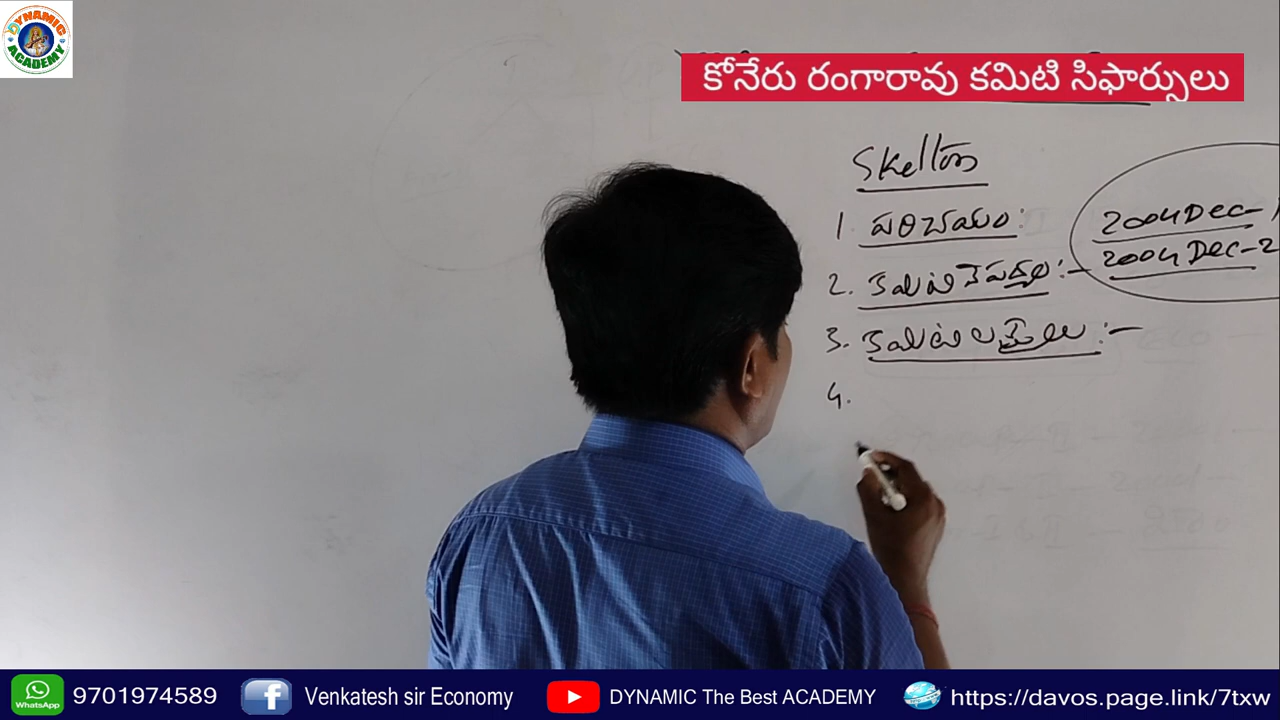 DYNAMIC ACADEMY
కోనేరు రంగారావు కమిటి సిఫార్సులు
Skelton
1. పరిచయం :
2004 Dec-1
2. కమిటి నేపథ్యం :-
2004 Dec-2
3. కమిటి లక్ష్యాలు :-
4.
WhatsApp
9701974589
Venkatesh sir Economy
DYNAMIC The Best ACADEMY
https://davos.page.link/7txw